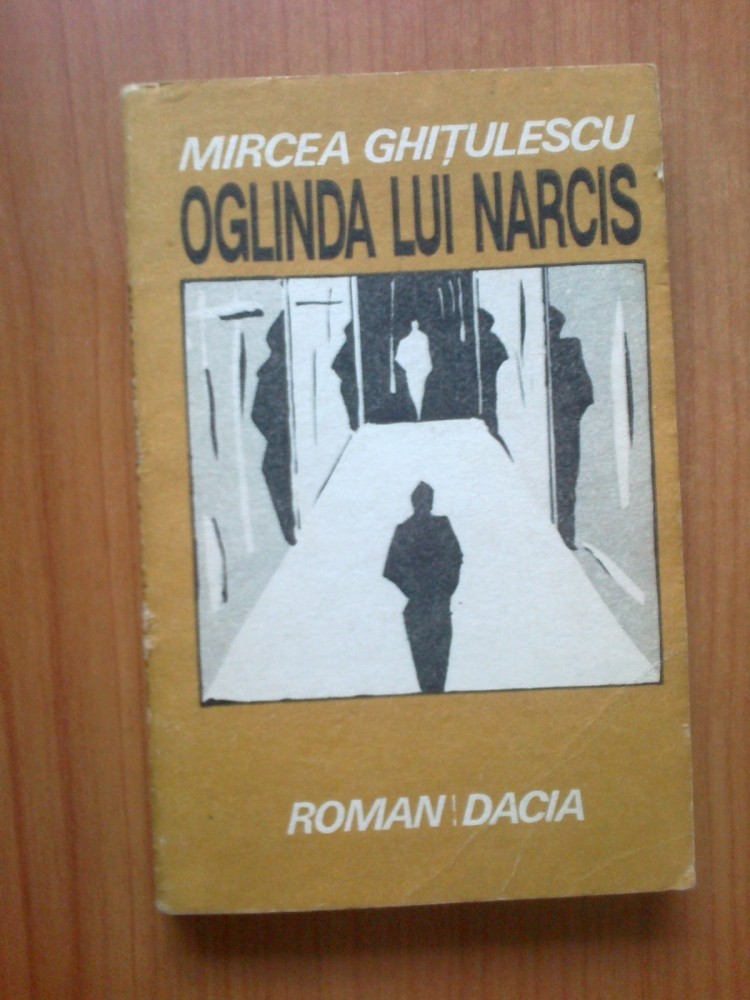 MIRCEA GHIȚULESCU
OGLINDA LUI NARCIS
ROMAN | DACIA